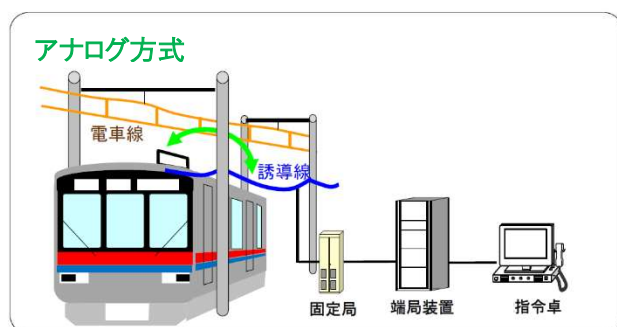 アナログ方式
電車線
誘導線
固定局
端局装置
指令卓